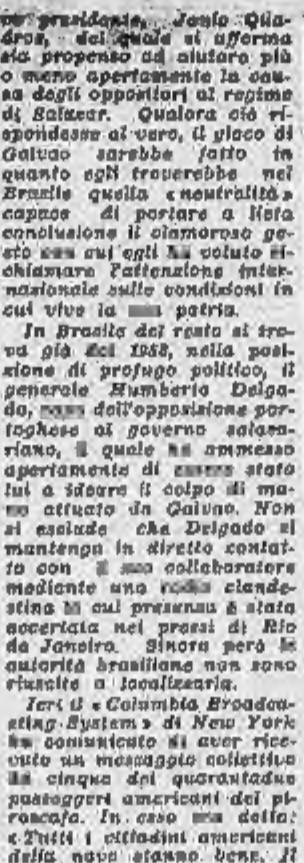 vo presidente, Janio Qua-
dros, del quale si afferma
sia propenso ad aiutare più
o meno apertamente la cau-
sa degli oppositori al regime
di Salazar. Qualora ciò ri-
spondesse al vero, il gioco di
Galvao sarebbe fatto in
quanto egli troverebbe nel
Brasile quella « neutralità »
capace di portare a lieta
conclusione il clamoroso ge-
sto con cui egli ha voluto ri-
chiamare l'attenzione inter-
nazionale sulle condizioni in
cui vive la sua patria.
In Brasile del resto si tro-
va già dal 1958, nella posi-
zione di profugo politico, il
generale Humberto Delga-
do, capo dell'opposizione por-
toghese al governo salaza-
riano, il quale ha ammesso
apertamente di essere stato
lui a ideare il colpo di ma-
no attuato da Galvao. Non
si esclude che Delgado si
mantenga in diretto contat-
to con il suo collaboratore
mediante una radio clande-
stina la cui presenza è stata
accertata nei pressi di Rio
de Janeiro. Sinora però le
autorità brasiliane non sono
riuscite a localizzarla.
Ieri il « Columbia Broadca-
sting System » di New York
ha comunicato di aver rice-
vuto un messaggio collettivo
da cinque dei quarantadue
passeggeri americani del pi-
roscafo. In esso era detto:
« Tutti i cittadini americani
della nave stanno bene. Il